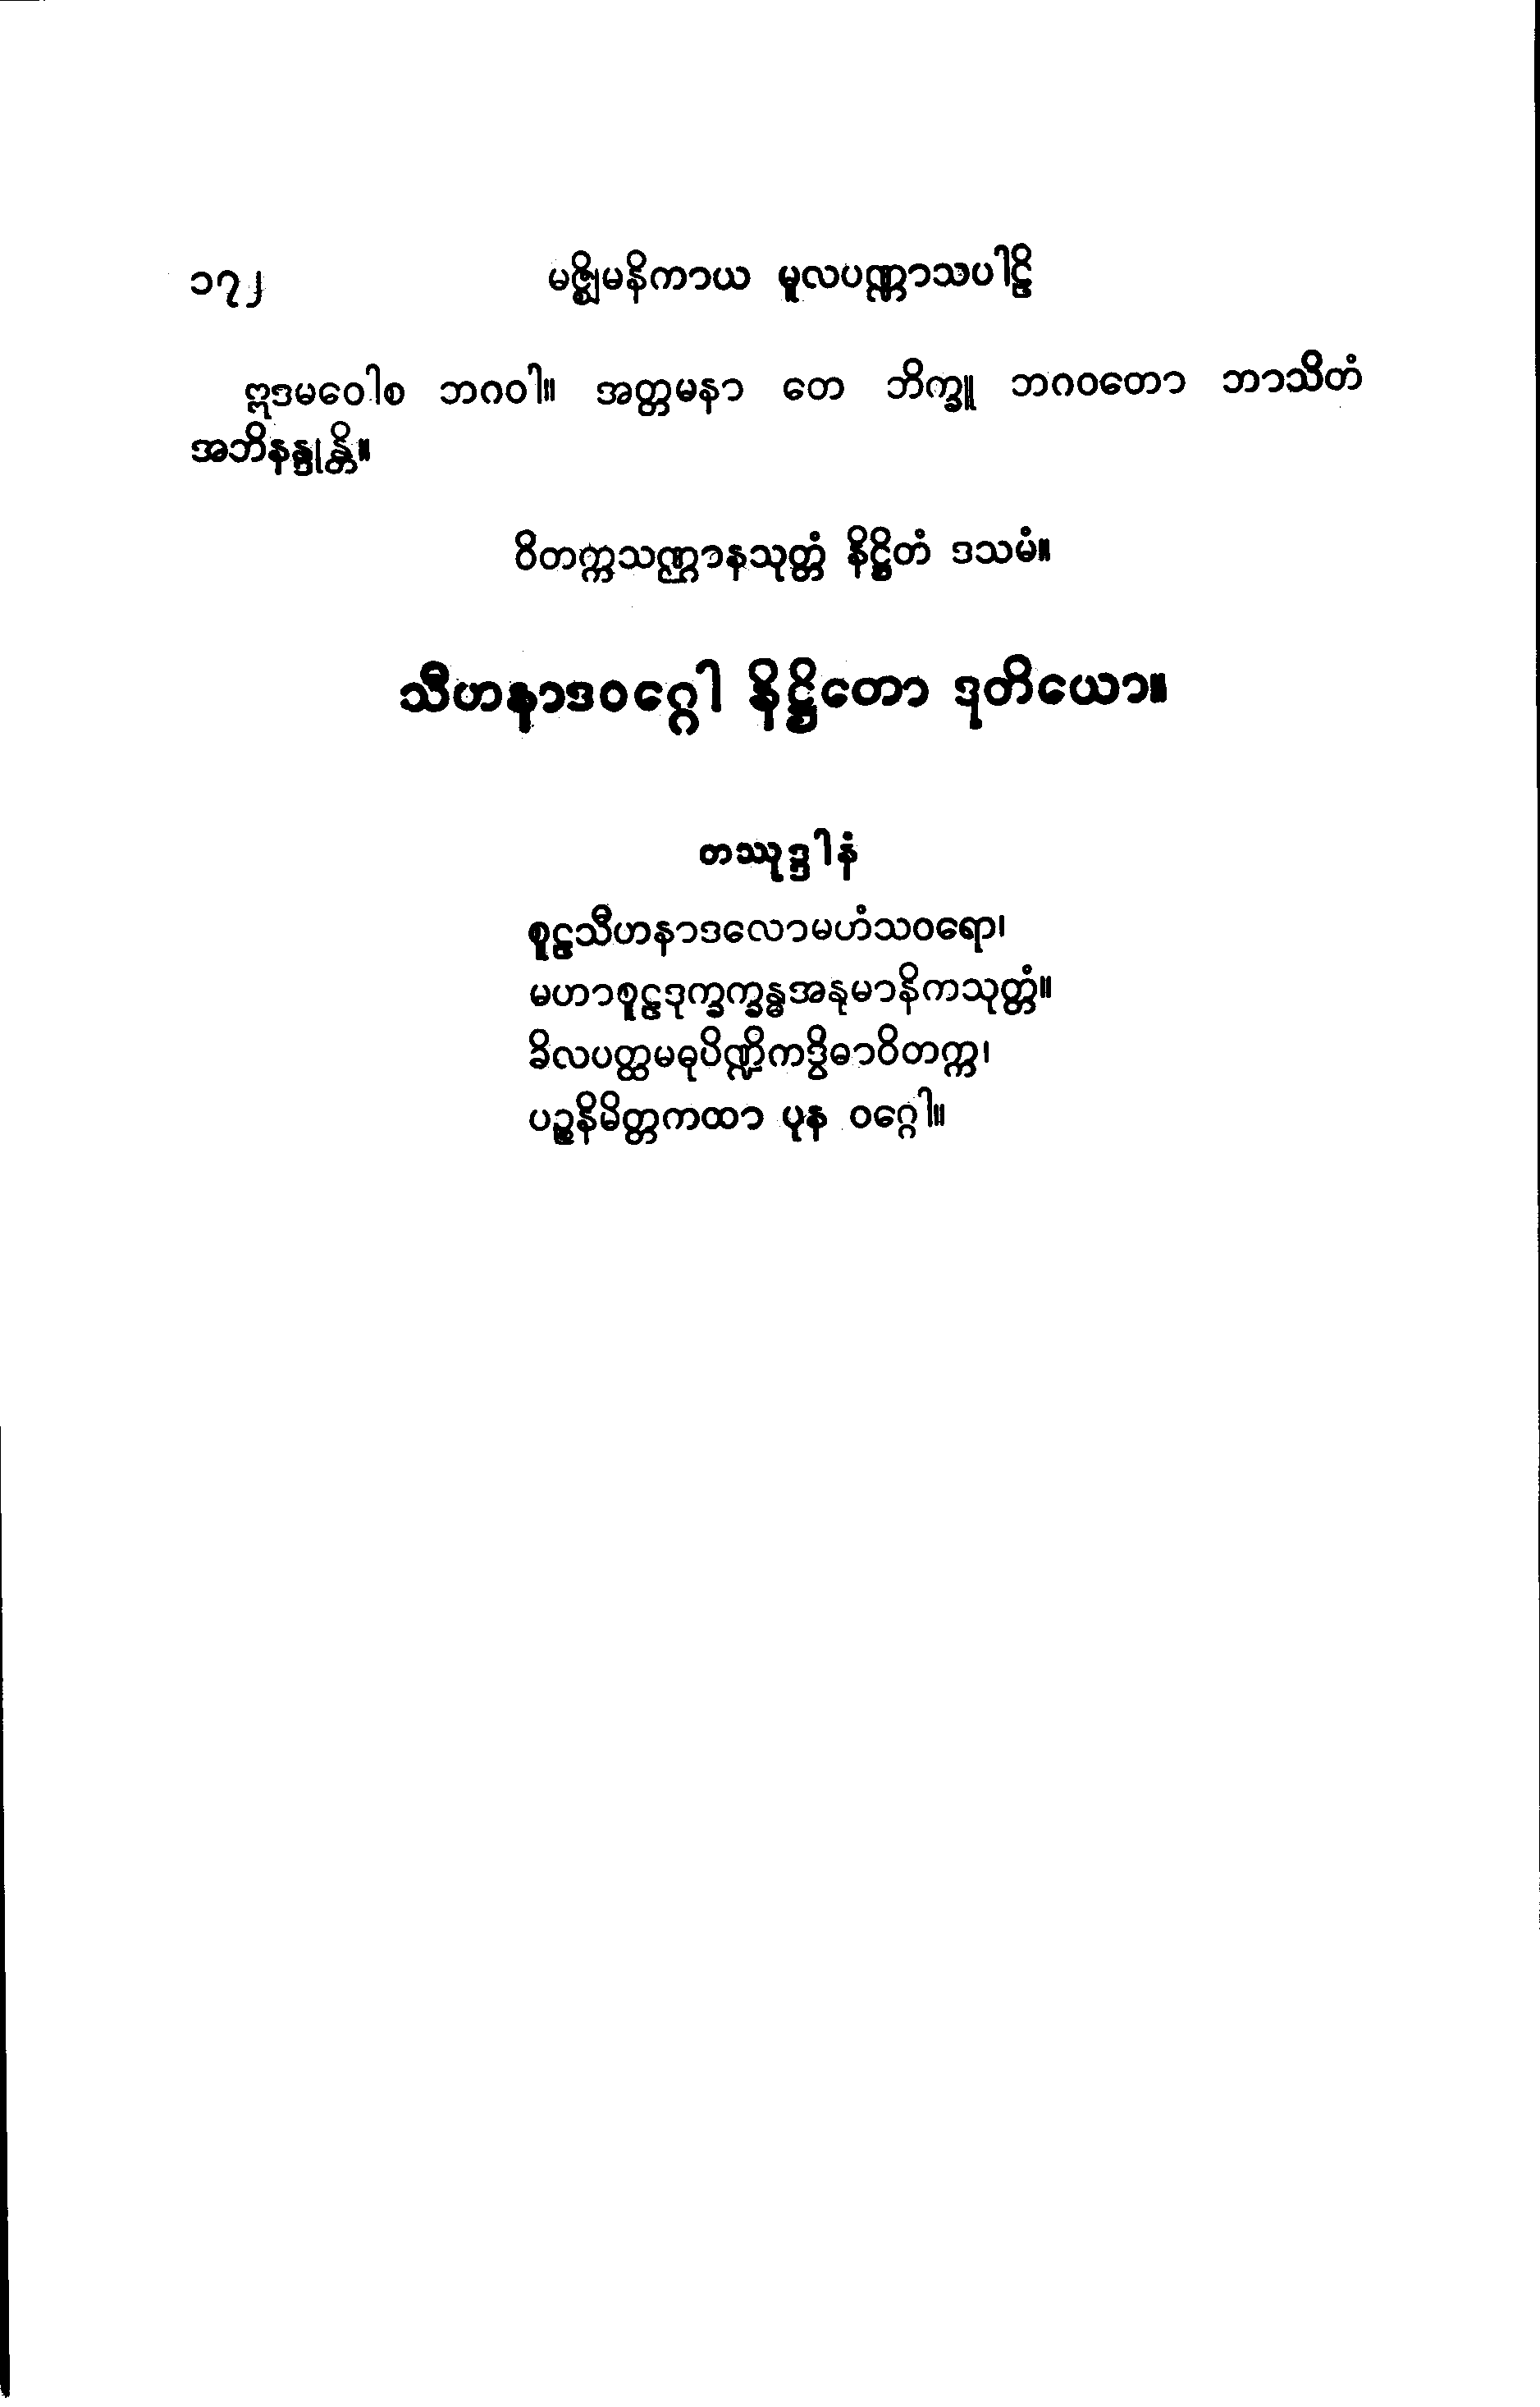 ၁၇၂ မဇ္ဈိမနိကာယ မူလပဏ္ဏာသပါဠိ
ဣဒမဝေါစ ဘဂဝါ။ အတ္တမနာ တေ ဘိက္ခူ ဘဂဝတော ဘာသိတံ
အဘိနန္ဒုန္တိ။
ဝိတက္ကသဏ္ဌာနသုတ္တံ နိဋ္ဌိတံ ဒသမံ။
သီဟနာဒဝဂ္ဂေါ နိဋ္ဌိတော ဒုတိယော။
တဿုဒ္ဒါနံ
စူဠသီဟနာဒလောမဟံသဝရော၊
မဟာစူဠဒုက္ခက္ခန္ဓအနုမာနိကသုတ္တံ။
ခိလပတ္ထမဓုပိဏ္ဍိကဒွိဓာဝိတက္က၊
ပဉ္စနိမိတ္တကထာ ပုန ဝဂ္ဂေါ။